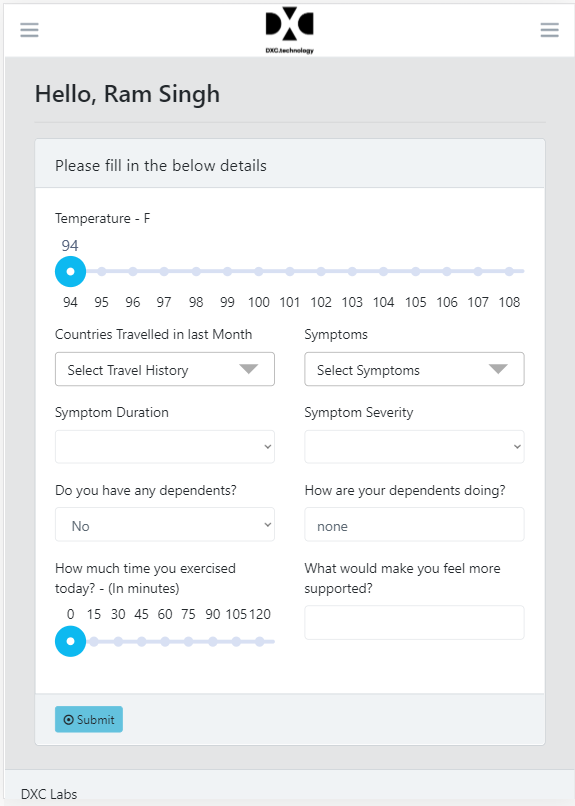 DXC
DXC.technology
Hello, Ram Singh
Please fill in the below details
Temperature - F
94
94 95 96 97 98 99 100 101 102 103 104 105 106 107 108
Countries Travelled in last Month
Symptoms
Select Travel History
Select Symptoms
Symptom Duration
Symptom Severity
Do you have any dependents?
How are your dependents doing?
No
none
How much time you exercised
today? - (In minutes)
What would make you feel more
supported?
0 15 30 45 60 75 90 105 120
Submit
DXC Labs